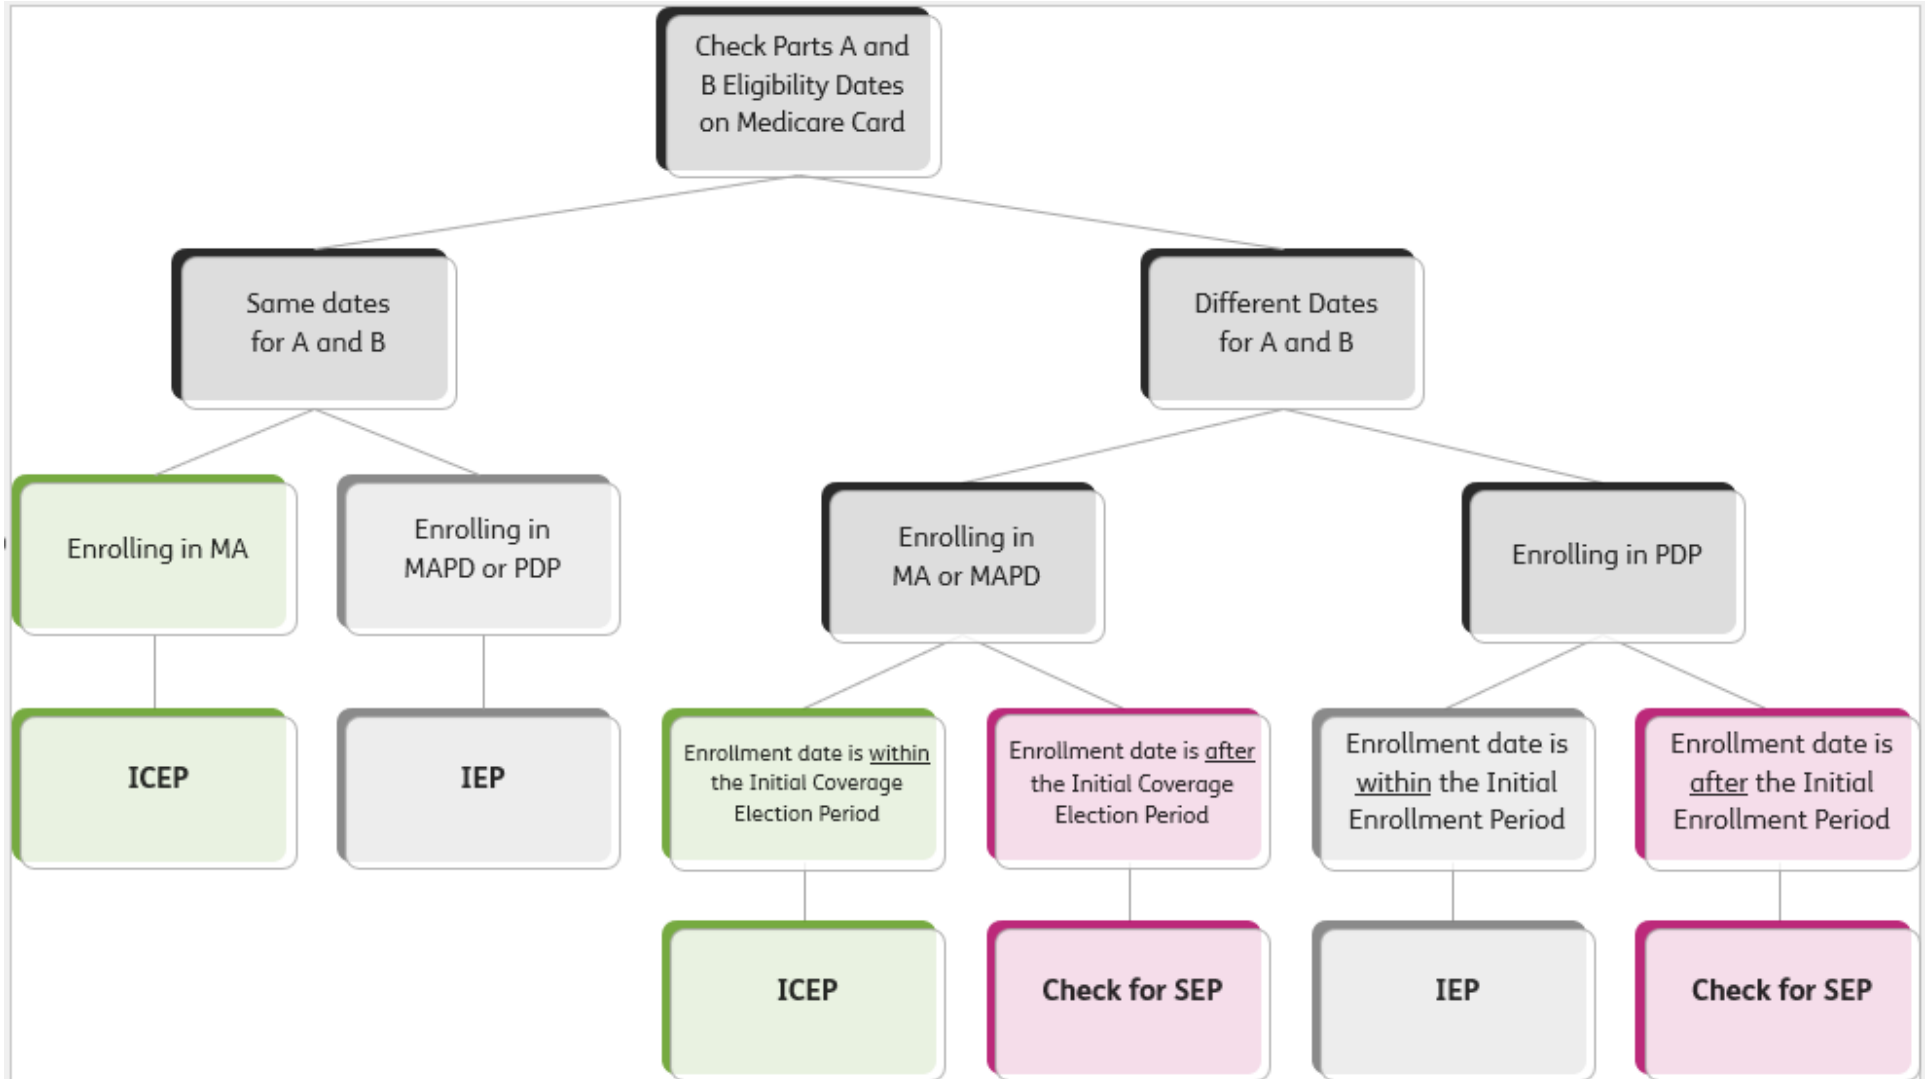 Check Parts A and
B Eligibility Dates
on Medicare Card
Same dates
for A and B
Different Dates
for A and B
Enrolling in MA
Enrolling in
MAPD or PDP
Enrolling in
MA or MAPD
Enrolling in PDP
ICEP
IEP
Enrollment date is within
the Initial Coverage
Election Period
Enrollment date is after
the Initial Coverage
Election Period
Enrollment date is
within the Initial
Enrollment Period
Enrollment date is
after the Initial
Enrollment Period
ICEP
Check for SEP
IEP
Check for SEP